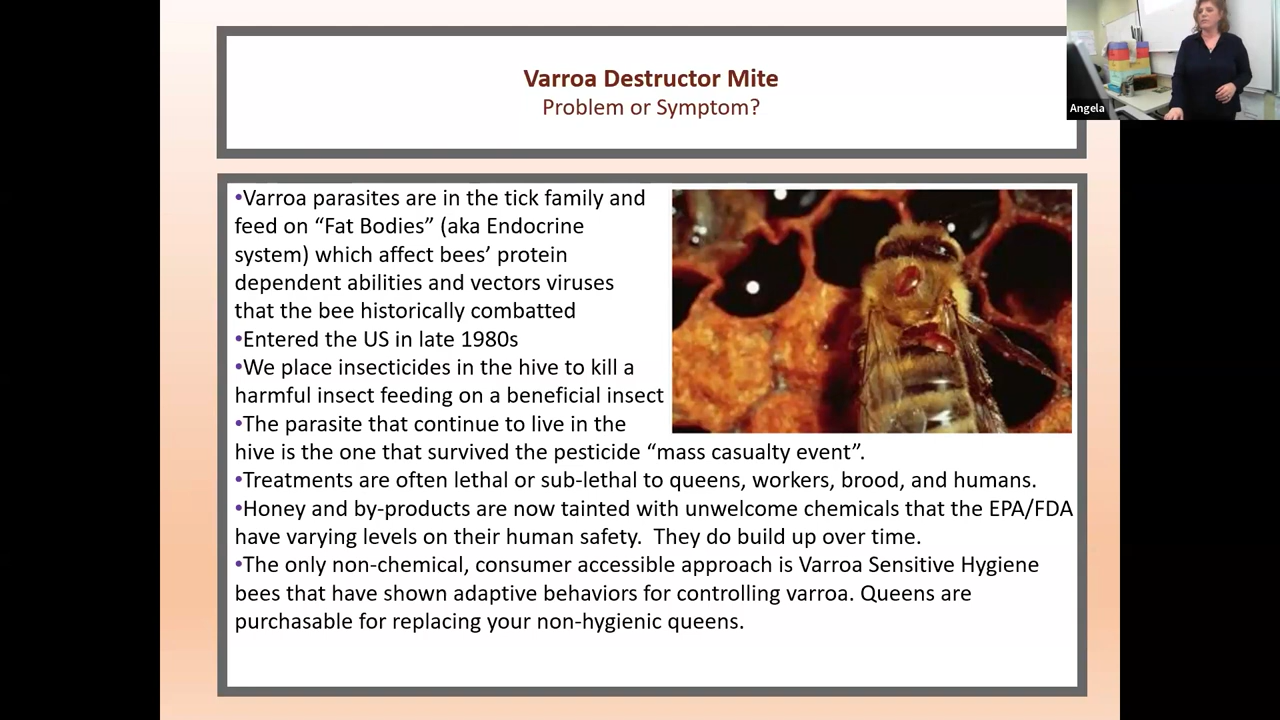 Varroa Destructor Mite
Problem or Symptom?
Angela
•Varroa parasites are in the tick family and
feed on “Fat Bodies” (aka Endocrine
system) which affect bees’ protein
dependent abilities and vectors viruses
that the bee historically combatted
•Entered the US in late 1980s
•We place insecticides in the hive to kill a
harmful insect feeding on a beneficial insect
•The parasite that continue to live in the
hive is the one that survived the pesticide “mass casualty event”.
•Treatments are often lethal or sub-lethal to queens, workers, brood, and humans.
•Honey and by-products are now tainted with unwelcome chemicals that the EPA/FDA
have varying levels on their human safety.  They do build up over time.
•The only non-chemical, consumer accessible approach is Varroa Sensitive Hygiene
bees that have shown adaptive behaviors for controlling varroa. Queens are
purchasable for replacing your non-hygienic queens.